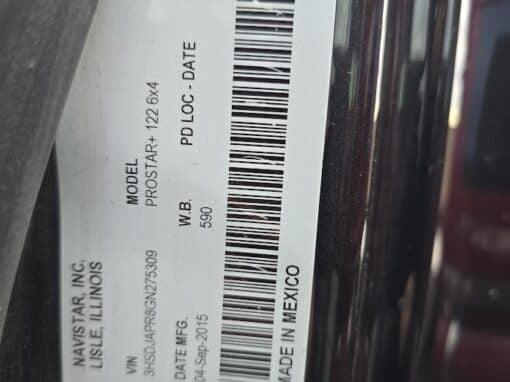 NAVISTAR, INC.
LISLE, ILLINOIS
VIN MODEL
3HSDJAPR8GN275309 PROSTAR+ 122 6x4
DATE MFG. W.B. PD LOC - DATE
04-Sep-2015 590
MADE IN MEXICO